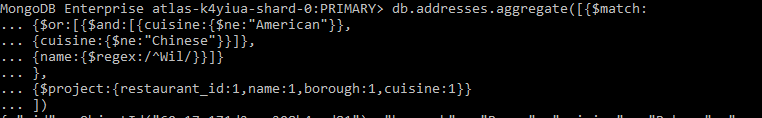 MongoDB Enterprise atlas-k4yiua-shard-0:PRIMARY> db.addresses.aggregate([{$match:
... {$or:[{$and:[{cuisine:{$ne:"American"}},
... {cuisine:{$ne:"Chinese"}}]},
... {name:{$regex:/^Wil/}}]}
... },
... {$project:{restaurant_id:1,name:1,borough:1,cuisine:1}}
... ])